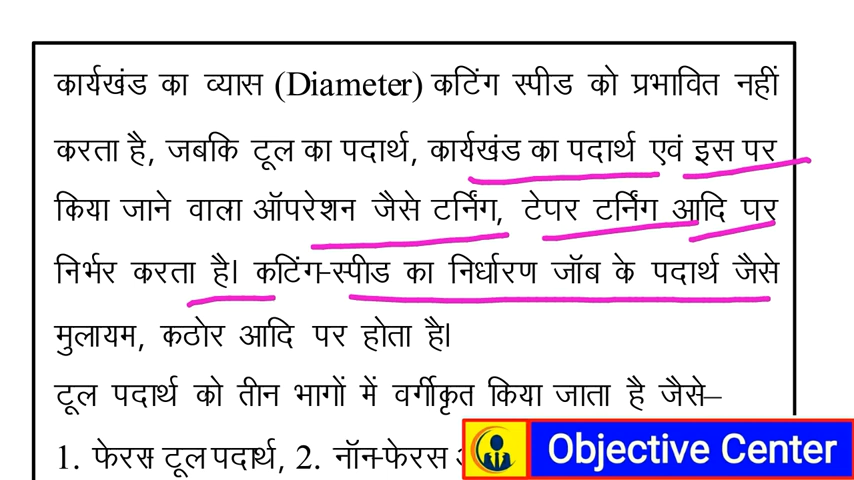 कार्यखंड का व्यास (Diameter) कटिंग स्पीड को प्रभावित नहीं
करता है, जबकि टूल का पदार्थ, कार्यखंड का पदार्थ एवं इस पर
किया जाने वाला ऑपरेशन जैसे टर्निंग, टेपर टर्निंग आदि पर
निर्भर करता है। कटिंग-स्पीड का निर्धारण जॉब के पदार्थ जैसे
मुलायम, कठोर आदि पर होता है।
टूल पदार्थ को तीन भागों में वर्गीकृत किया जाता है जैसे–
1. फेरस टूल पदार्थ, 2. नॉन-फेरस
Objective Center